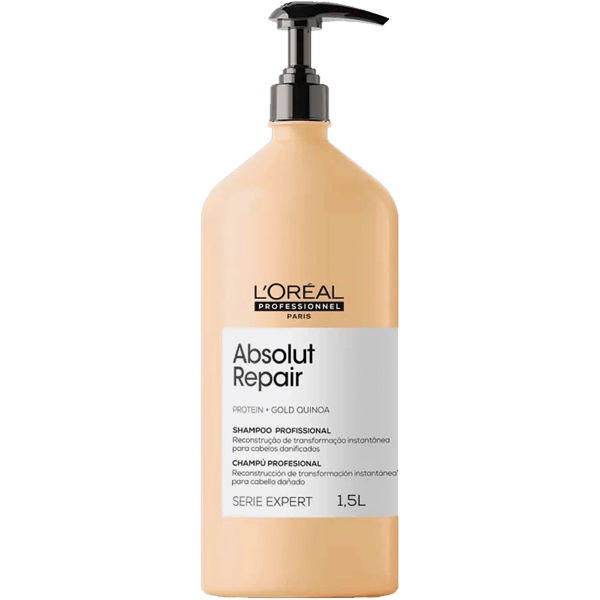 L'ORÉAL
PROFESSIONNEL
PARIS
Absolut
Repair
PROTEIN + GOLD QUINOA
SHAMPOO PROFISSIONAL
Reconstrução de transformação instantânea
para cabelos danificados
CHAMPÚ PROFESIONAL
Reconstrucción de transformación instantánea*
para cabello dañado
SERIE EXPERT 1,5L